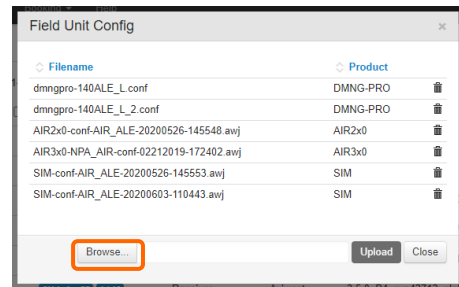 Booking Help
Field Unit Config ×
Filename Product
dmngpro-140ALE_L.conf DMNG-PRO
dmngpro-140ALE_L_2.conf DMNG-PRO
AIR2x0-conf-AIR_ALE-20200526-145548.awj AIR2x0
AIR3x0-NPA_AIR-conf-02212019-172402.awj AIR3x0
SIM-conf-AIR_ALE-20200526-145553.awj SIM
SIM-conf-AIR_ALE-20200603-110443.awj SIM
Browse... Upload Close